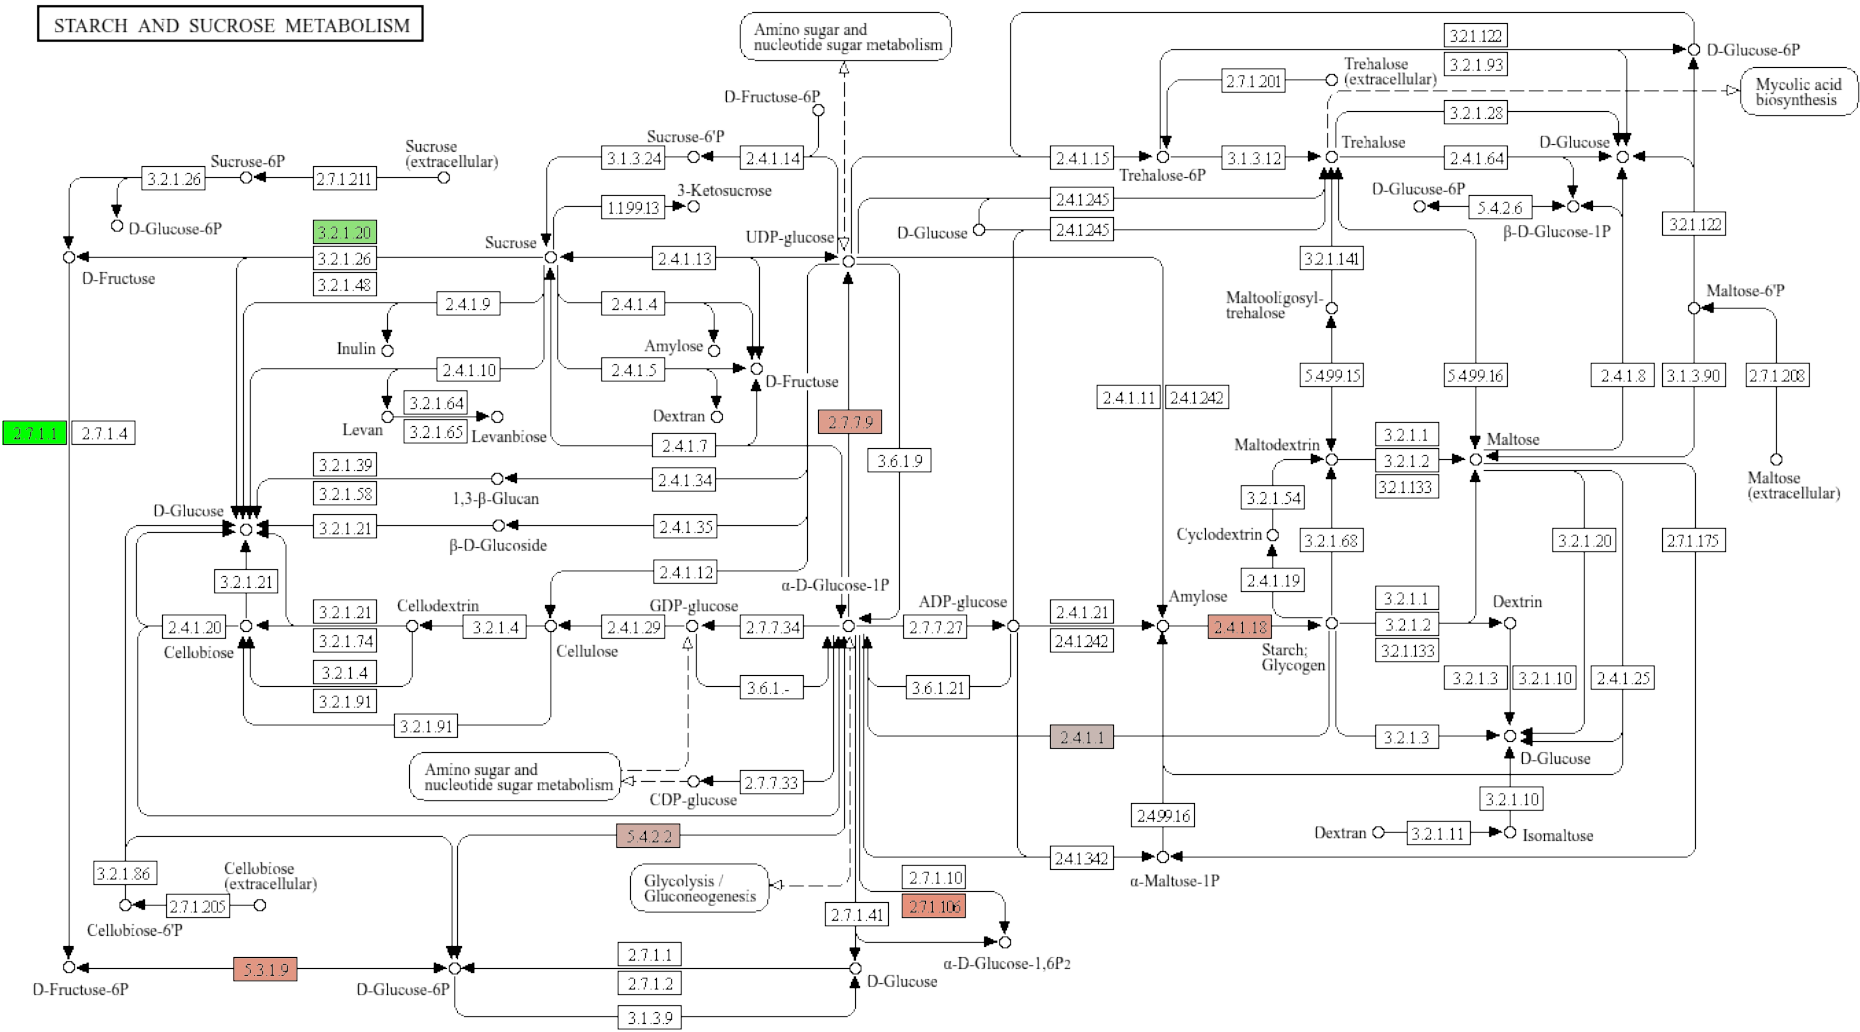 STARCH AND SUCROSE METABOLISM
Amino sugar and
nucleotide sugar metabolism
3.2.1.122
D-Glucose-6P
3.2.1.93
Trehalose
(extracellular)
2.7.1.201
Mycolic acid
biosynthesis
D-Fructose-6P
3.2.1.28
Sucrose-6'P
Trehalose
D-Glucose
Sucrose
(extracellular)
Sucrose-6P
3.1.3.24
2.4.1.14
2.4.1.15
3.1.3.12
2.4.1.64
Trehalose-6P
3.2.1.26
2.7.1.211
3-Ketosucrose
D-Glucose-6P
2.4.1.245
1.1.99.13
5.4.2.6
D-Glucose-6P
D-Glucose
2.4.1.245
β-D-Glucose-1P
3.2.1.122
3.2.1.20
Sucrose
UDP-glucose
3.2.1.26
2.4.1.13
3.2.1.141
D-Fructose
3.2.1.48
2.4.1.9
2.4.1.4
Maltooligosyl-
trehalose
Maltose-6'P
Inulin
Amylose
2.4.1.10
2.4.1.5
D-Fructose
5.4.99.15
5.4.99.16
2.4.1.8
3.1.3.90
2.7.1.208
3.2.1.64
2.4.1.11
2.4.1.242
Levan
3.2.1.65
Levanbiose
Dextran
2.7.7.9
2.7.1.1
2.7.1.4
2.4.1.7
Maltodextrin
3.2.1.1
Maltose
3.2.1.39
3.6.1.9
3.2.1.2
3.2.1.58
1,3-β-Glucan
2.4.1.34
3.2.1.133
Maltose
(extracellular)
3.2.1.54
D-Glucose
3.2.1.21
2.4.1.35
β-D-Glucoside
Cyclodextrin
3.2.1.68
3.2.1.20
2.7.1.175
3.2.1.21
2.4.1.12
α-D-Glucose-1P
2.4.1.19
3.2.1.21
Cellodextrin
GDP-glucose
ADP-glucose
2.4.1.21
Amylose
3.2.1.1
Dextrin
2.4.1.20
3.2.1.74
3.2.1.4
2.4.1.29
2.7.7.34
2.7.7.27
2.4.1.242
2.4.1.18
3.2.1.2
Cellobiose
Cellulose
Starch;
Glycogen
3.2.1.133
3.2.1.4
3.2.1.91
3.6.1.-
3.6.1.21
3.2.1.3
3.2.1.10
2.4.1.25
3.2.1.91
2.4.1.1
3.2.1.3
D-Glucose
Amino sugar and
nucleotide sugar metabolism
2.7.7.33
CDP-glucose
3.2.1.10
2.4.99.16
5.4.2.2
Dextran
3.2.1.11
Isomaltose
3.2.1.86
Cellobiose
(extracellular)
2.4.1.342
α-Maltose-1P
Glycolysis /
Gluconeogenesis
2.7.1.10
2.7.1.205
2.7.1.41
2.7.1.106
Cellobiose-6'P
2.7.1.1
5.3.1.9
α-D-Glucose-1,6P2
D-Fructose-6P
D-Glucose-6P
2.7.1.2
D-Glucose
3.1.3.9